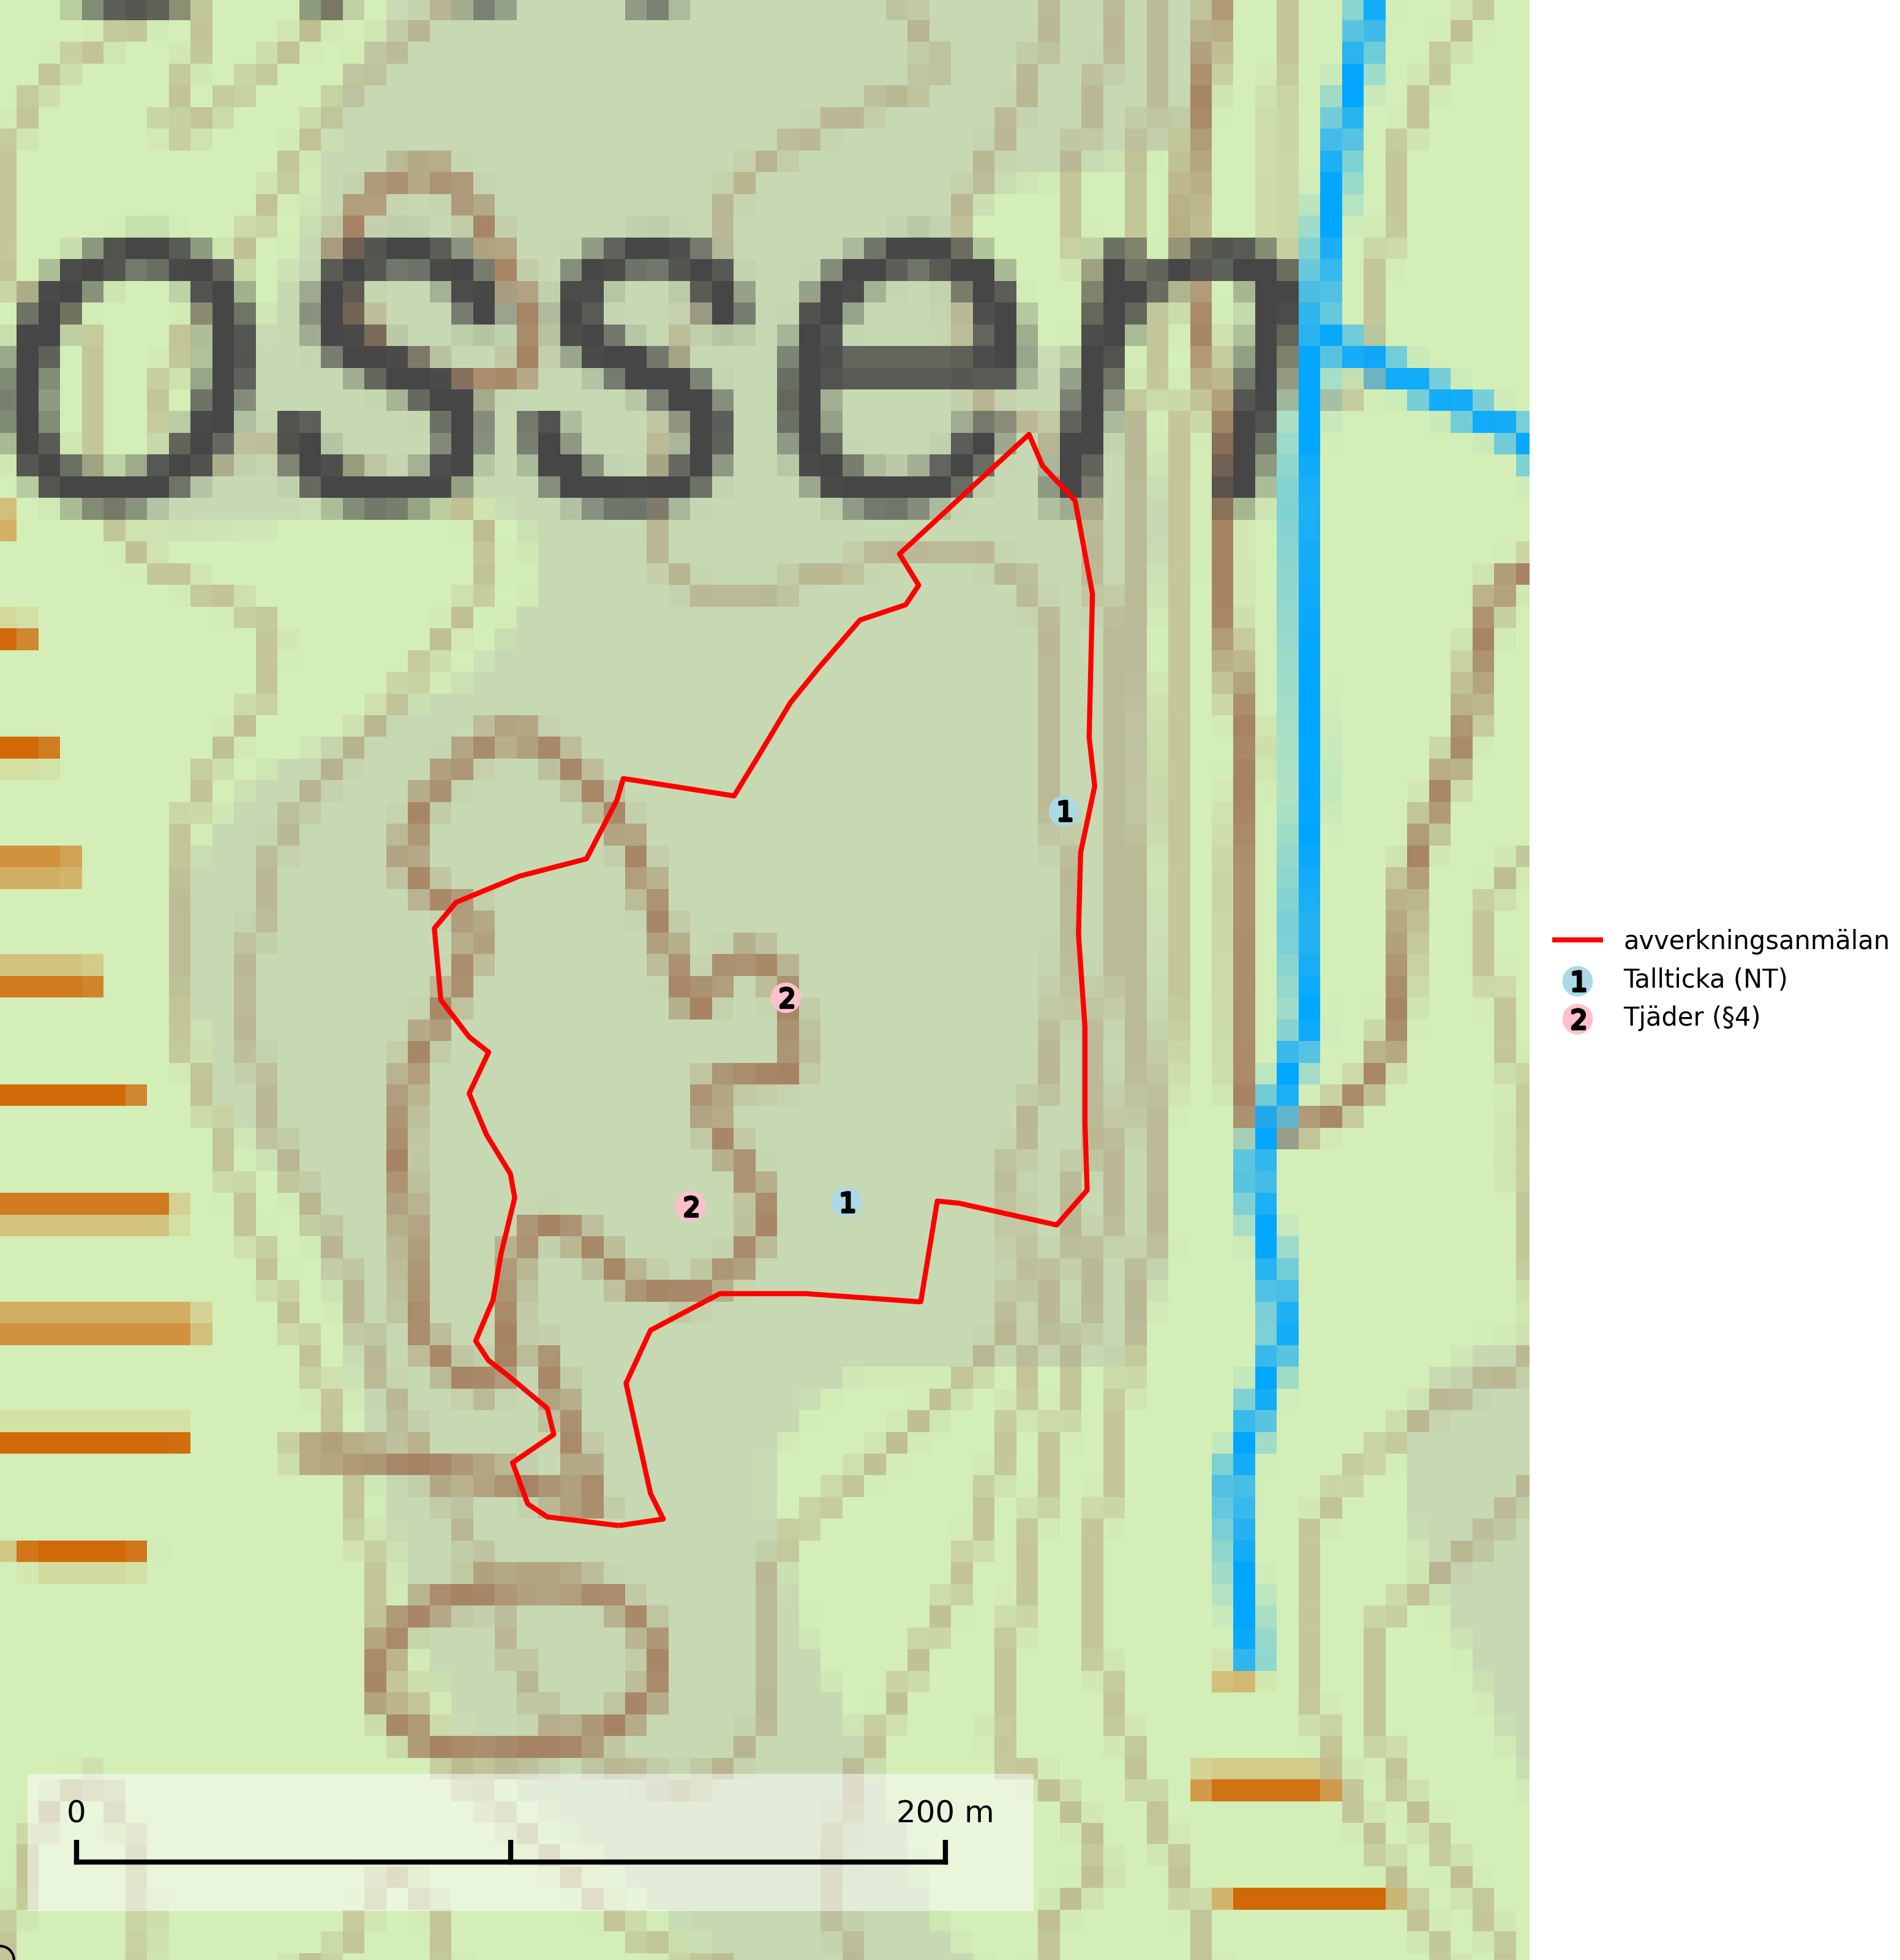 ossen
1
2
2
1
avverkningsanmälan
1 Tallticka (NT)
2 Tjäder (§4)
0 200 m